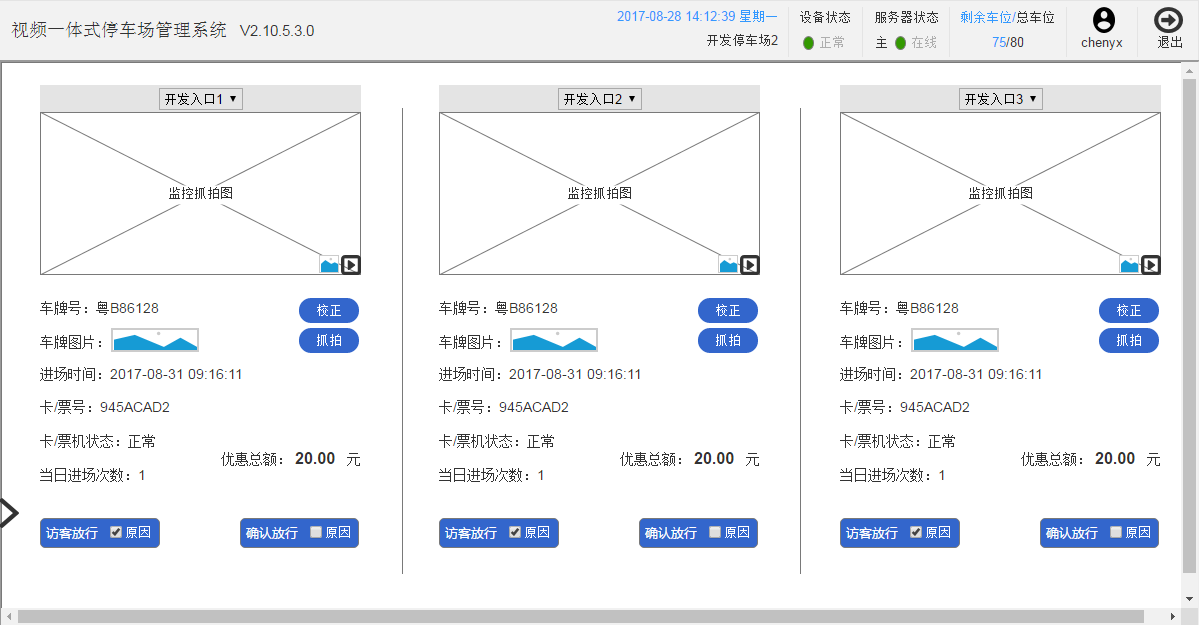 视频一体式停车场管理系统 V2.10.5.3.0
2017-08-28 14:12:39 星期一
开发停车场2
设备状态
正常
服务器状态
主 在线
剩余车位/总车位
75/80
chenyx
退出
开发入口1 ▼
监控抓拍图
车牌号：粤B86128
校正
车牌图片：
抓拍
进场时间：2017-08-31 09:16:11
卡/票号：945ACAD2
卡/票机状态：正常
优惠总额： 20.00 元
当日进场次数：1
访客放行 原因
确认放行 原因
开发入口2 ▼
监控抓拍图
车牌号：粤B86128
校正
车牌图片：
抓拍
进场时间：2017-08-31 09:16:11
卡/票号：945ACAD2
卡/票机状态：正常
优惠总额： 20.00 元
当日进场次数：1
访客放行 原因
确认放行 原因
开发入口3 ▼
监控抓拍图
车牌号：粤B86128
校正
车牌图片：
抓拍
进场时间：2017-08-31 09:16:11
卡/票号：945ACAD2
卡/票机状态：正常
优惠总额： 20.00 元
当日进场次数：1
访客放行 原因
确认放行 原因